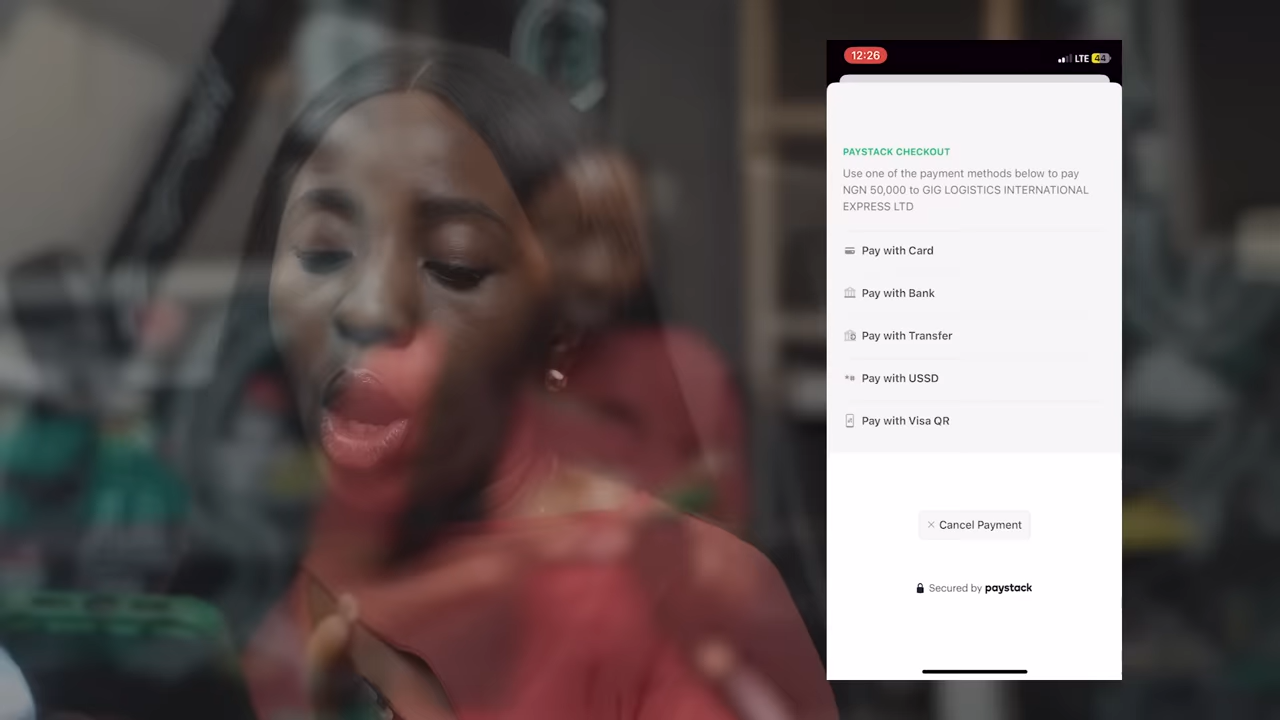 12:26
LTE 44
PAYSTACK CHECKOUT
Use one of the payment methods below to pay
NGN 50,000 to GIG LOGISTICS INTERNATIONAL
EXPRESS LTD
Pay with Card
Pay with Bank
Pay with Transfer
Pay with USSD
Pay with Visa QR
× Cancel Payment
Secured by paystack